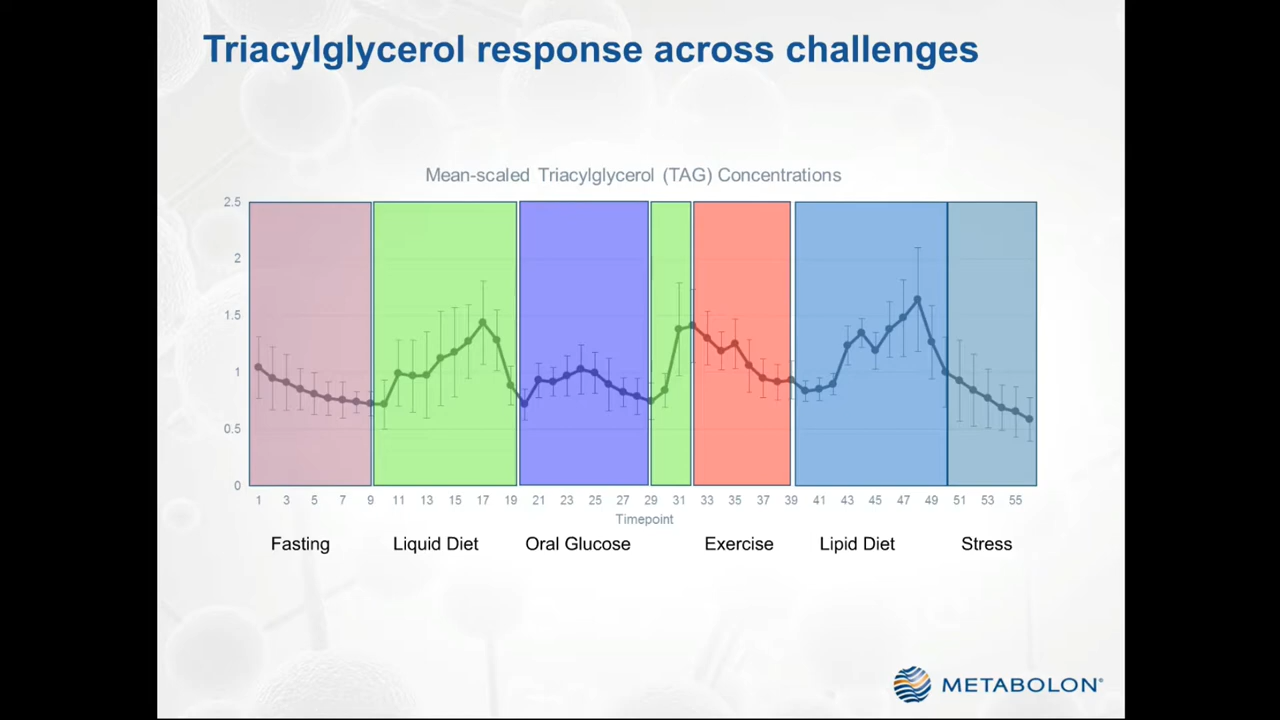 Triacylglycerol response across challenges
Mean-scaled Triacylglycerol (TAG) Concentrations
2.5
2
1.5
1
0.5
0
1 3 5 7 9 11 13 15 17 19 21 23 25 27 29 31 33 35 37 39 41 43 45 47 49 51 53 55
Timepoint
Fasting Liquid Diet Oral Glucose Exercise Lipid Diet Stress
METABOLON®